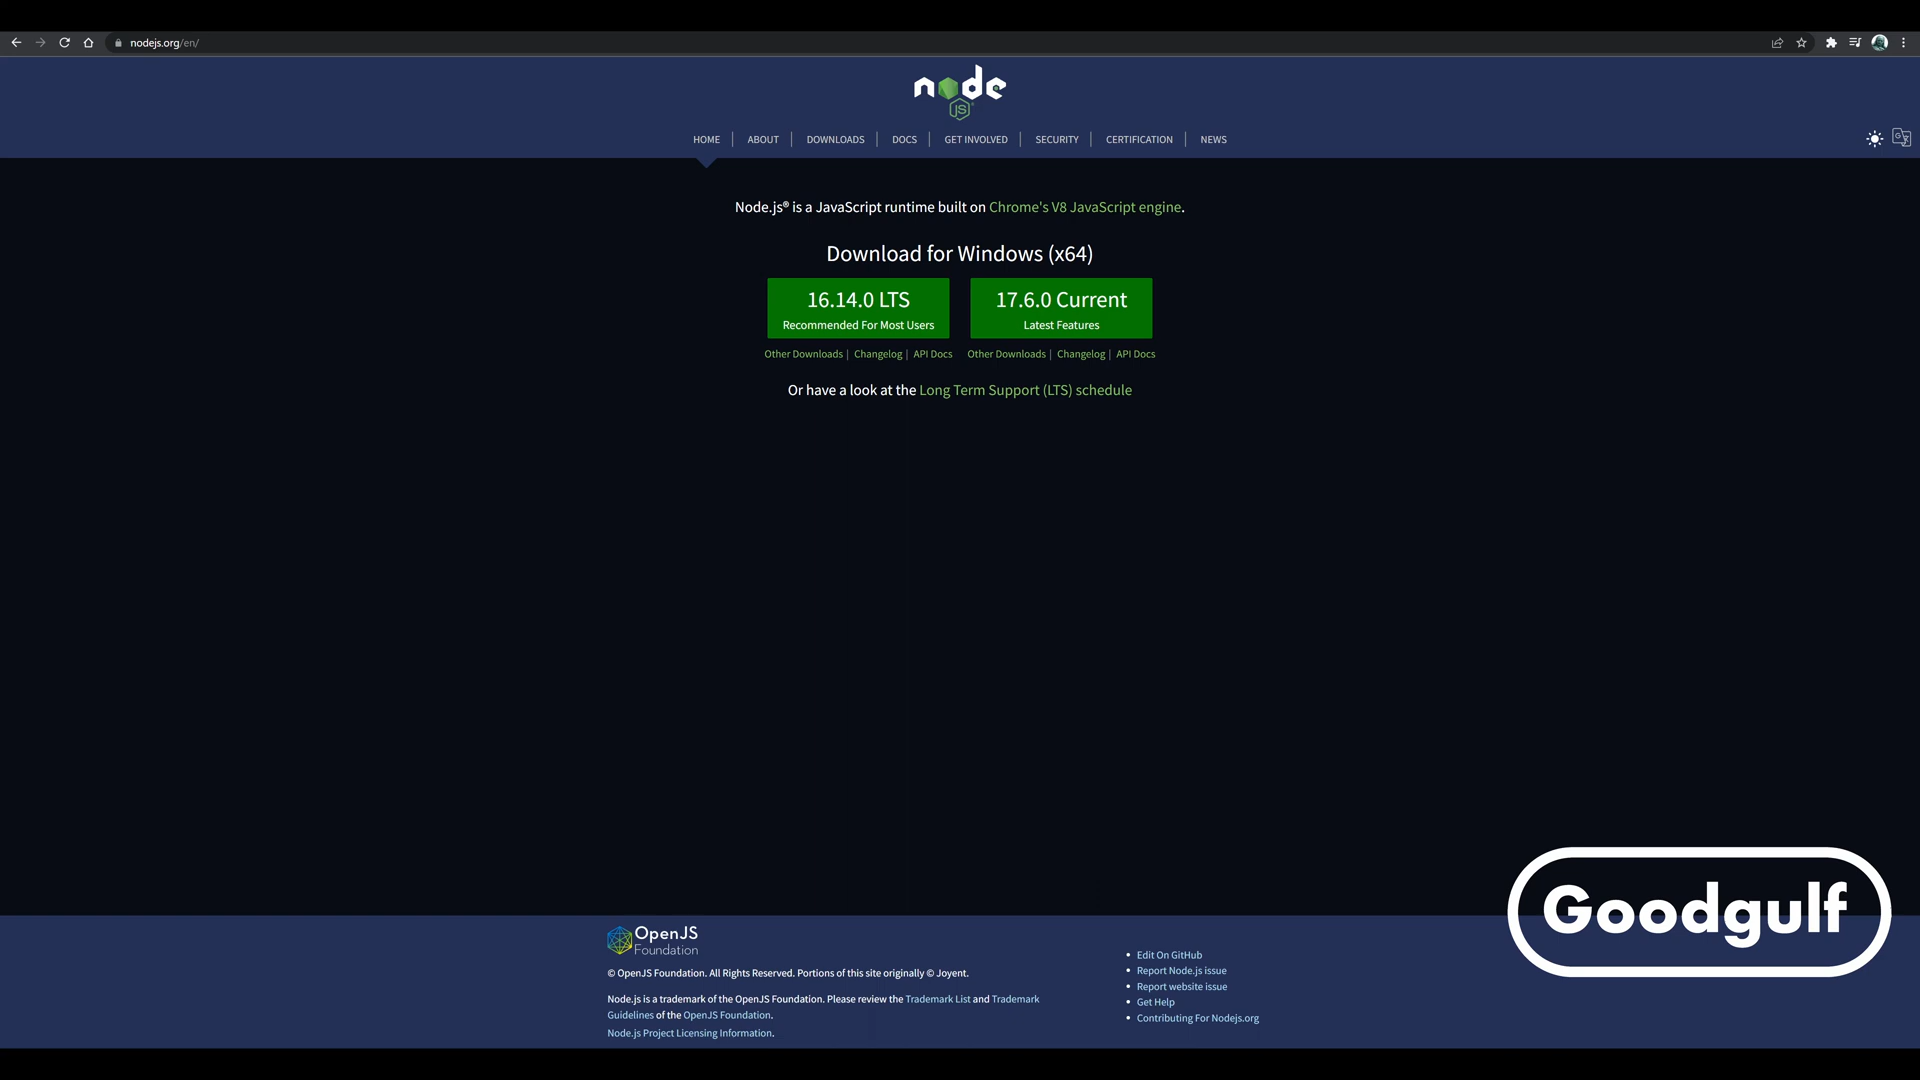 nodejs.org/en/
node
JS
HOME | ABOUT | DOWNLOADS | DOCS | GET INVOLVED | SECURITY | CERTIFICATION | NEWS
Node.js® is a JavaScript runtime built on Chrome's V8 JavaScript engine.
Download for Windows (x64)
16.14.0 LTS
Recommended For Most Users
17.6.0 Current
Latest Features
Other Downloads | Changelog | API Docs
Other Downloads | Changelog | API Docs
Or have a look at the Long Term Support (LTS) schedule
Goodgulf
OpenJS
Foundation
© OpenJS Foundation. All Rights Reserved. Portions of this site originally © Joyent.
Node.js is a trademark of the OpenJS Foundation. Please review the Trademark List and Trademark
Guidelines of the OpenJS Foundation.
Node.js Project Licensing Information.
• Edit On GitHub
• Report Node.js issue
• Report website issue
• Get Help
• Contributing For Nodejs.org